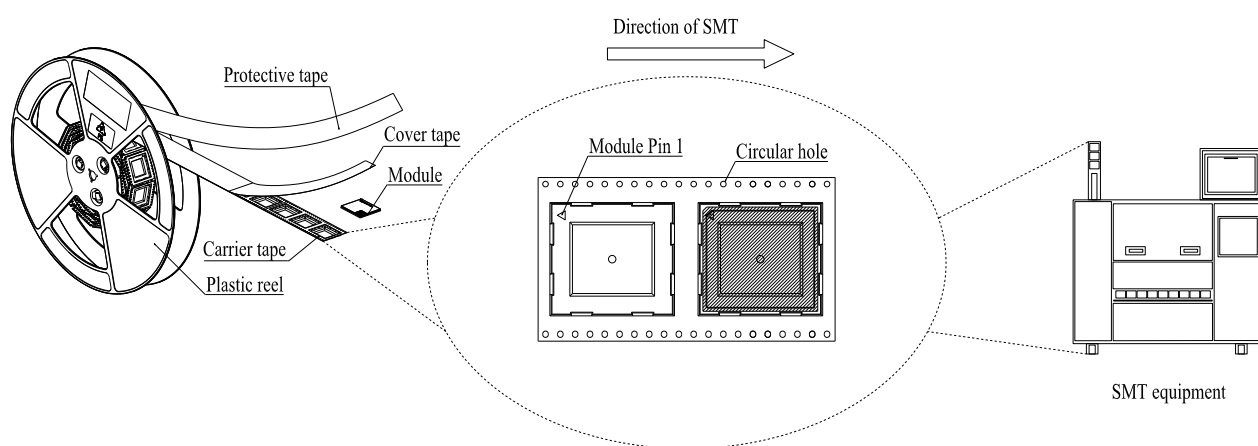 Direction of SMT
Protective tape
Cover tape
Module
Module Pin 1
Circular hole
Carrier tape
Plastic reel
SMT equipment